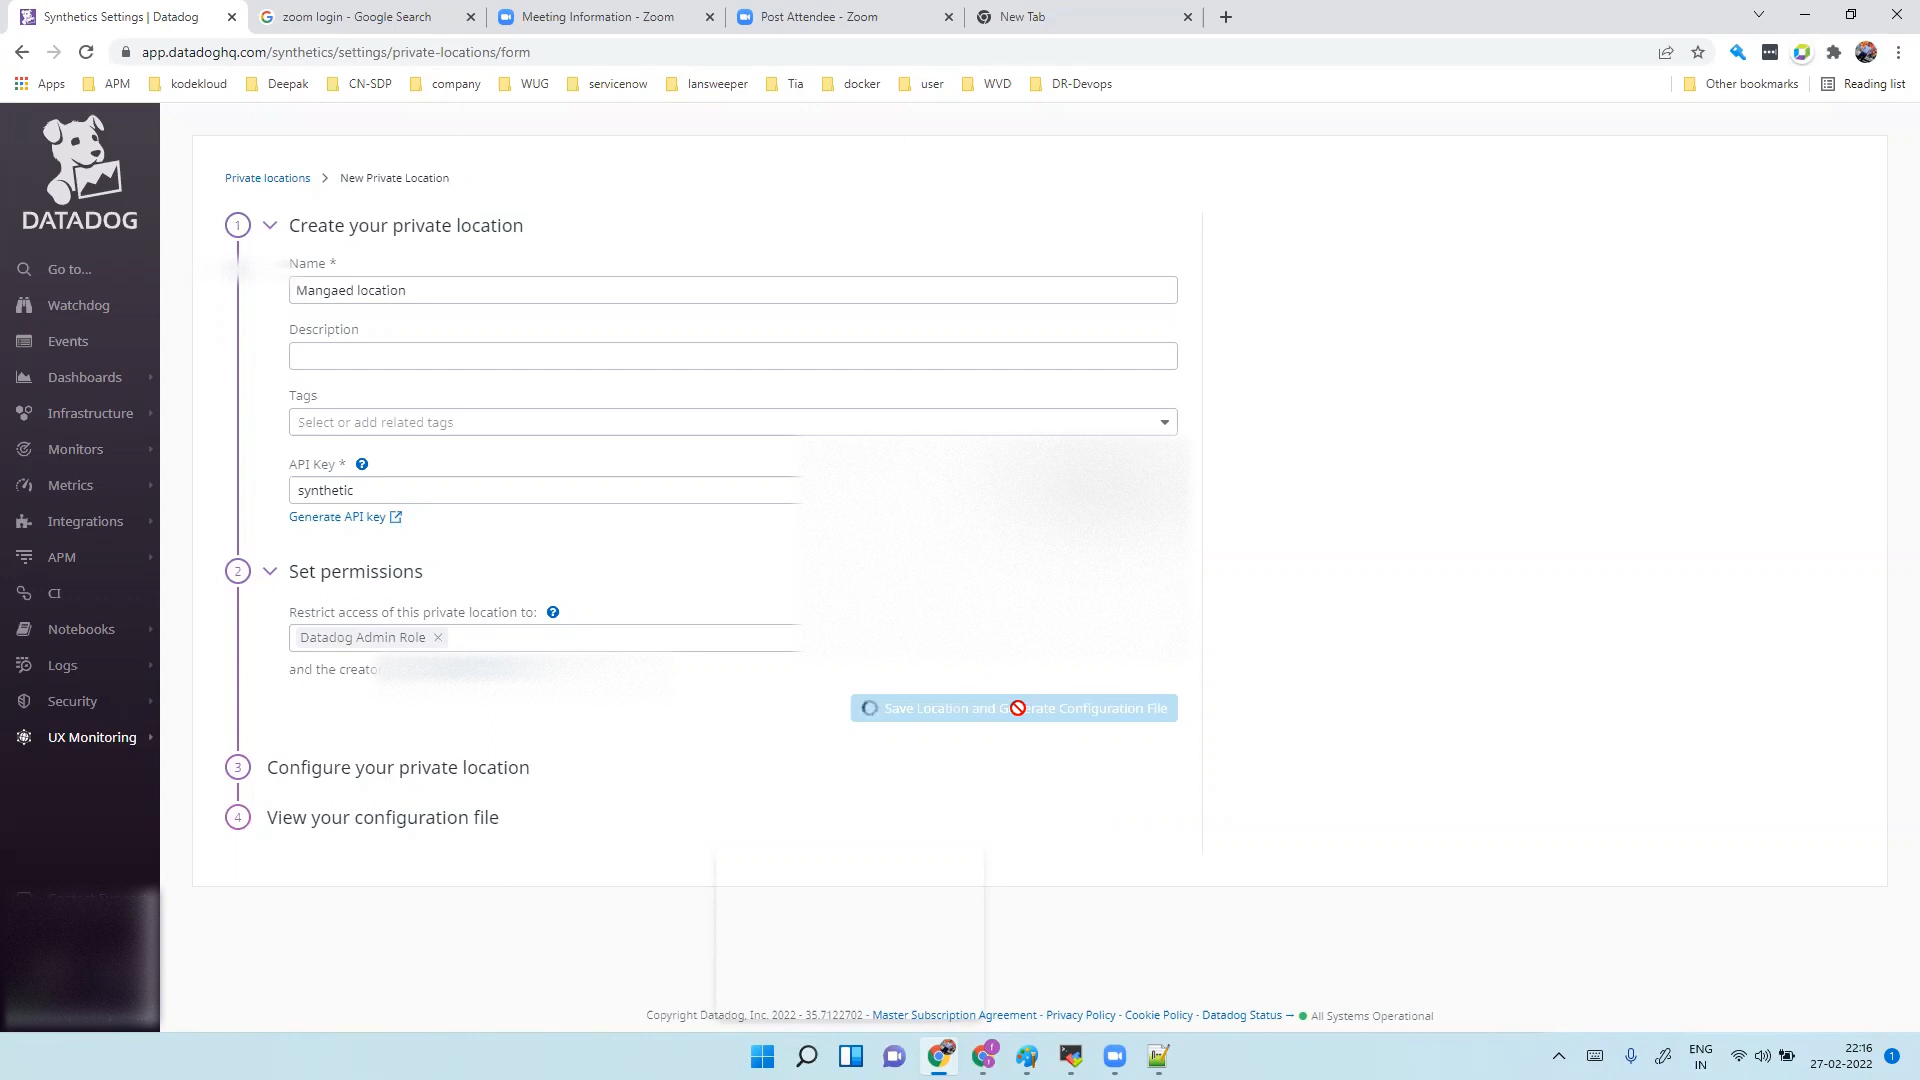 Synthetics Settings | Datadog
zoom login - Google Search
Meeting Information - Zoom
Post Attendee - Zoom
New Tab
app.datadoghq.com/synthetics/settings/private-locations/form
Apps
APM
kodekloud
Deepak
CN-SDP
company
WUG
servicenow
lansweeper
Tia
docker
user
WVD
DR-Devops
Other bookmarks
Reading list
DATADOG
Go to...
Watchdog
Events
Dashboards
Infrastructure
Monitors
Metrics
Integrations
APM
CI
Notebooks
Logs
Security
UX Monitoring
Private locations > New Private Location
1 Create your private location
Name *
Mangaed location
Description
Tags
Select or add related tags
API Key * ?
synthetic
Generate API key
2 Set permissions
Restrict access of this private location to: ?
Datadog Admin Role ×
and the creato
Save Location and Ge erate Configuration File
3 Configure your private location
4 View your configuration file
Copyright Datadog, Inc. 2022 - 35.7122702 - Master Subscription Agreement - Privacy Policy - Cookie Policy - Datadog Status → All Systems Operational
ENG
IN
22:16
27-02-2022
1